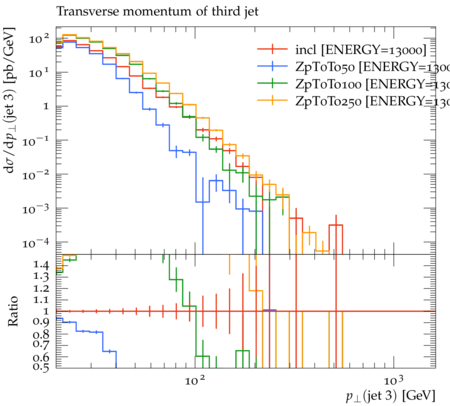 Transverse momentum of third jet
dσ/dp⊥(jet 3) [pb/GeV]
10²
10¹
1
10⁻¹
10⁻²
10⁻³
10⁻⁴
incl [ENERGY=13000]
ZpToTo50 [ENERGY=1300
ZpToTo100 [ENERGY=130
ZpToTo250 [ENERGY=130
Ratio
1.4
1.3
1.2
1.1
1
0.9
0.8
0.7
0.6
0.5
10²
10³
p⊥(jet 3) [GeV]